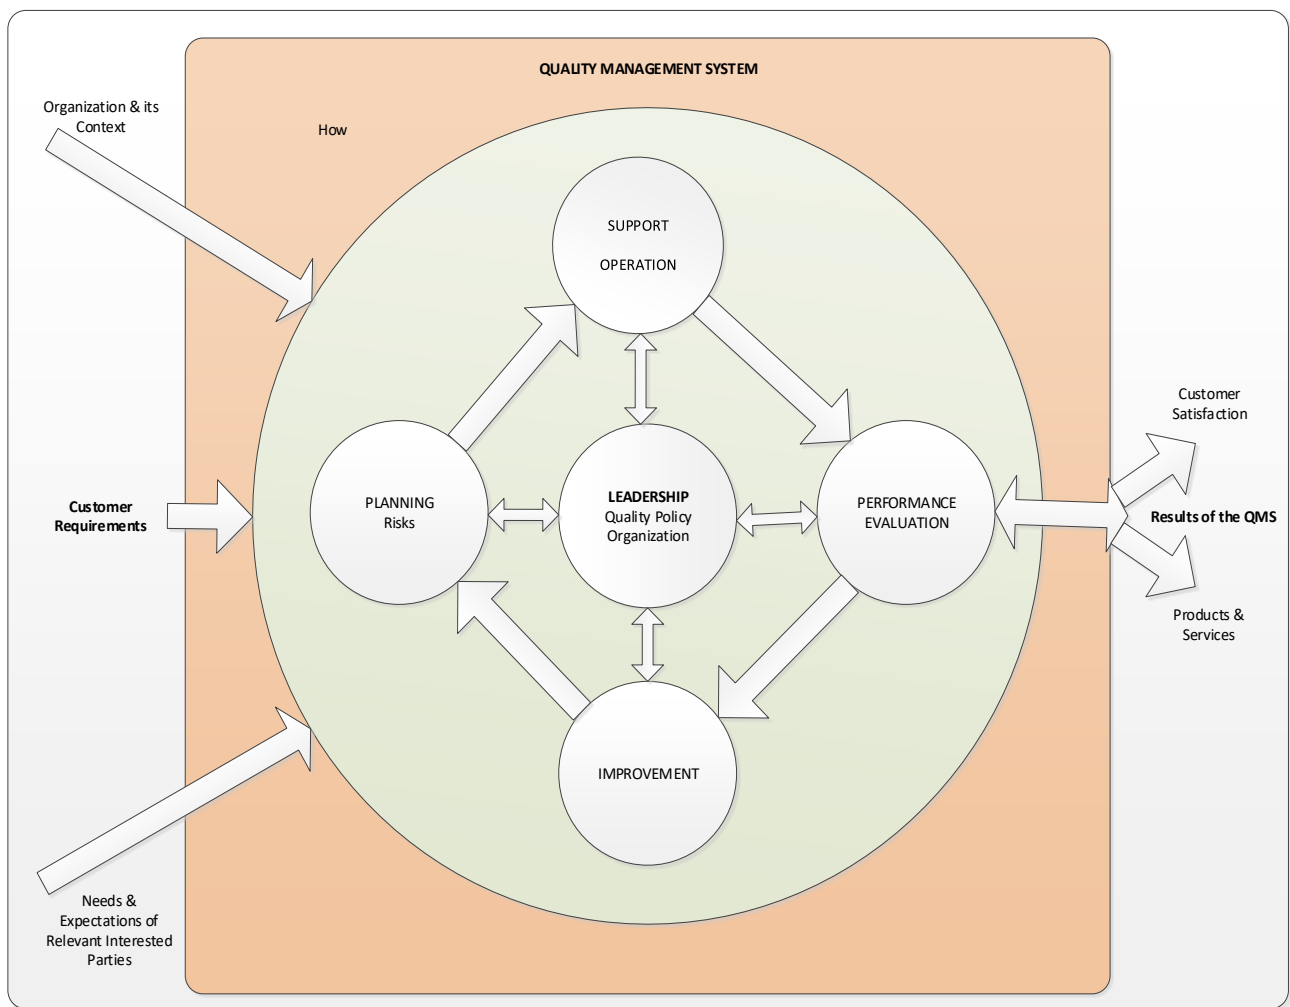 QUALITY MANAGEMENT SYSTEM
Organization & its
Context
How
SUPPORT
OPERATION
Customer
Satisfaction
Customer
Requirements
PLANNING
Risks
LEADERSHIP
Quality Policy
Organization
PERFORMANCE
EVALUATION
Results of the QMS
Products &
Services
IMPROVEMENT
Needs &
Expectations of
Relevant Interested
Parties